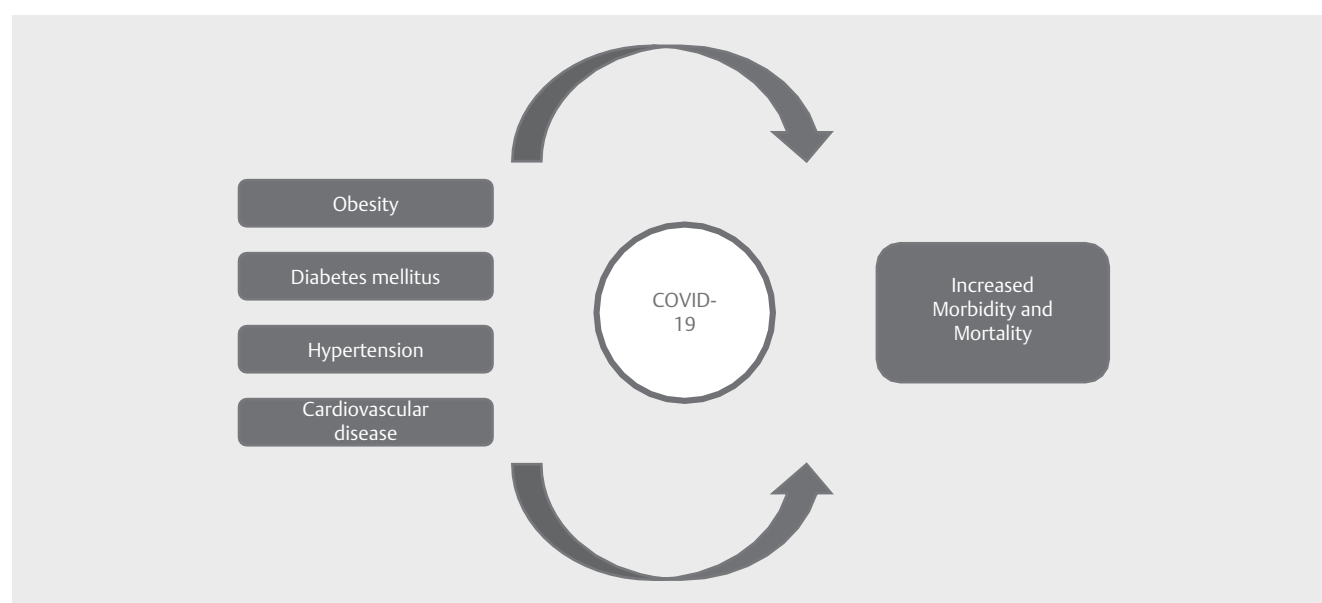 Obesity
Diabetes mellitus
Hypertension
Cardiovascular
disease
COVID-
19
Increased
Morbidity and
Mortality